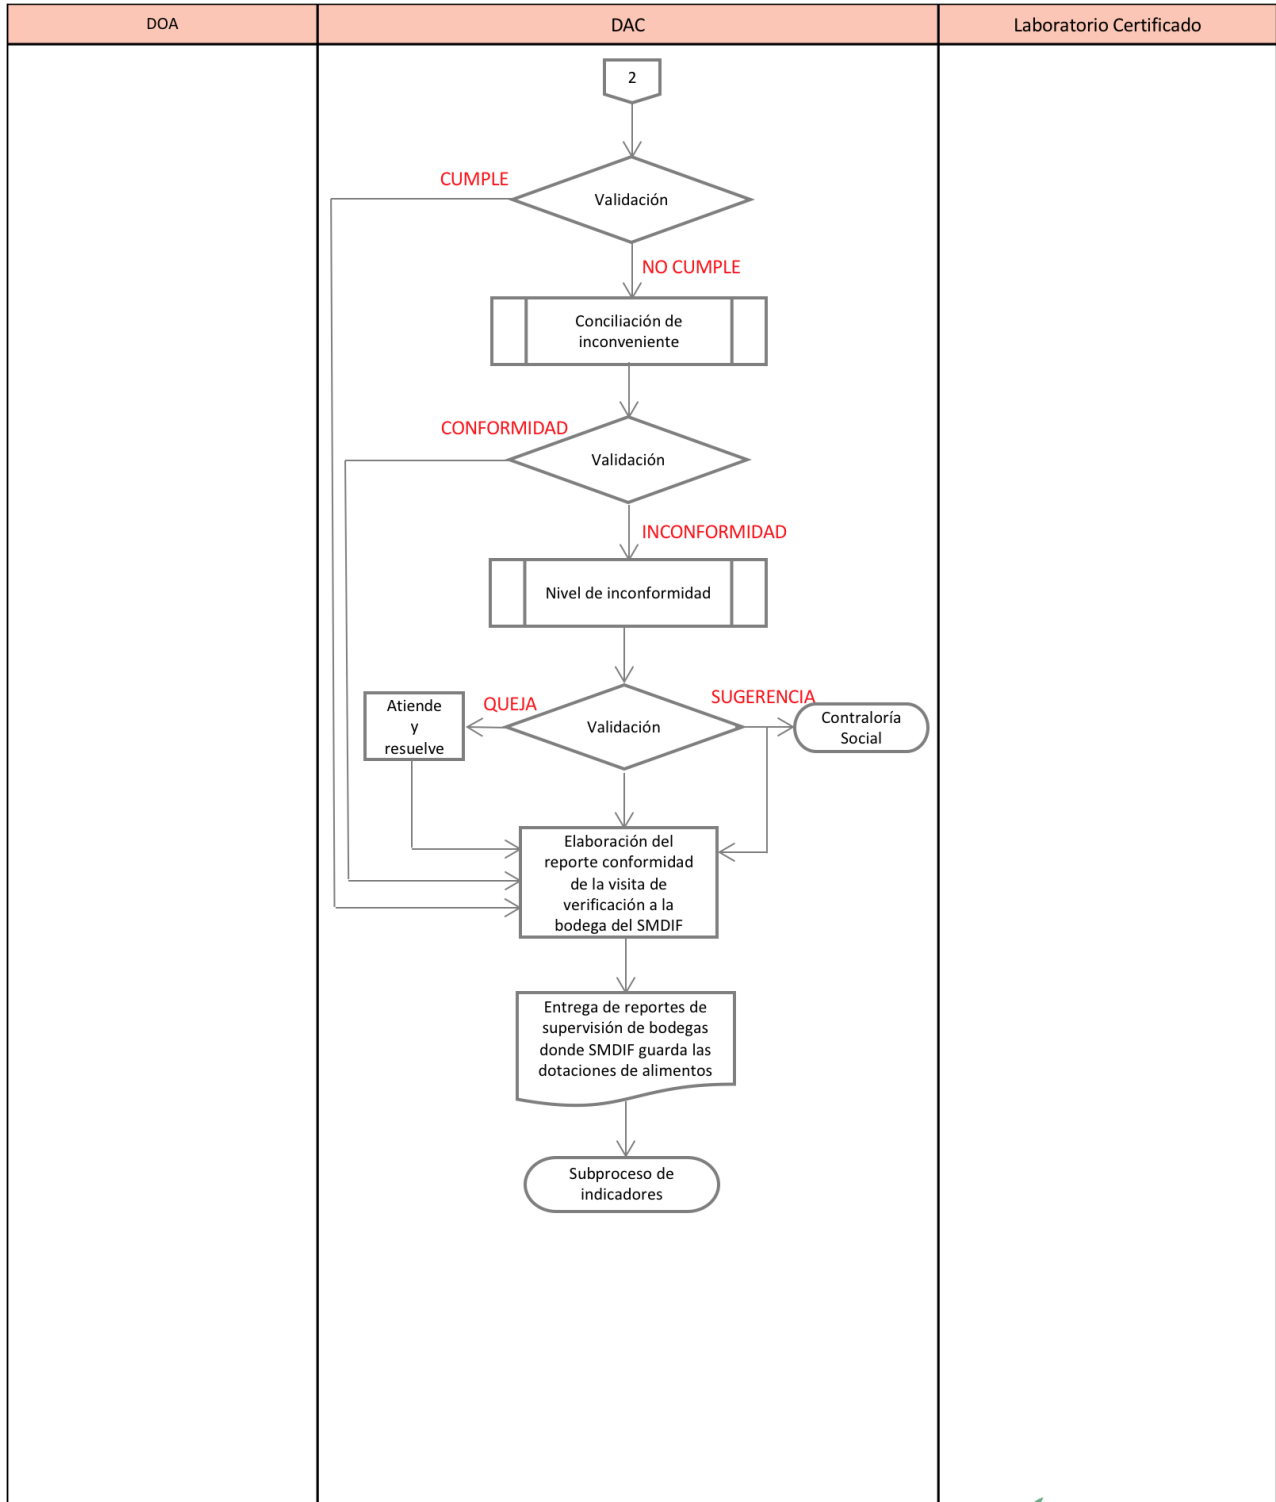 DOA
DAC
Laboratorio Certificado
2
CUMPLE
Validación
NO CUMPLE
Conciliación de
inconveniente
CONFORMIDAD
Validación
INCONFORMIDAD
Nivel de inconformidad
Atiende
y
resuelve
QUEJA
Validación
SUGERENCIA
Contraloría
Social
Elaboración del
reporte conformidad
de la visita de
verificación a la
bodega del SMDIF
Entrega de reportes de
supervisión de bodegas
donde SMDIF guarda las
dotaciones de alimentos
Subproceso de
indicadores